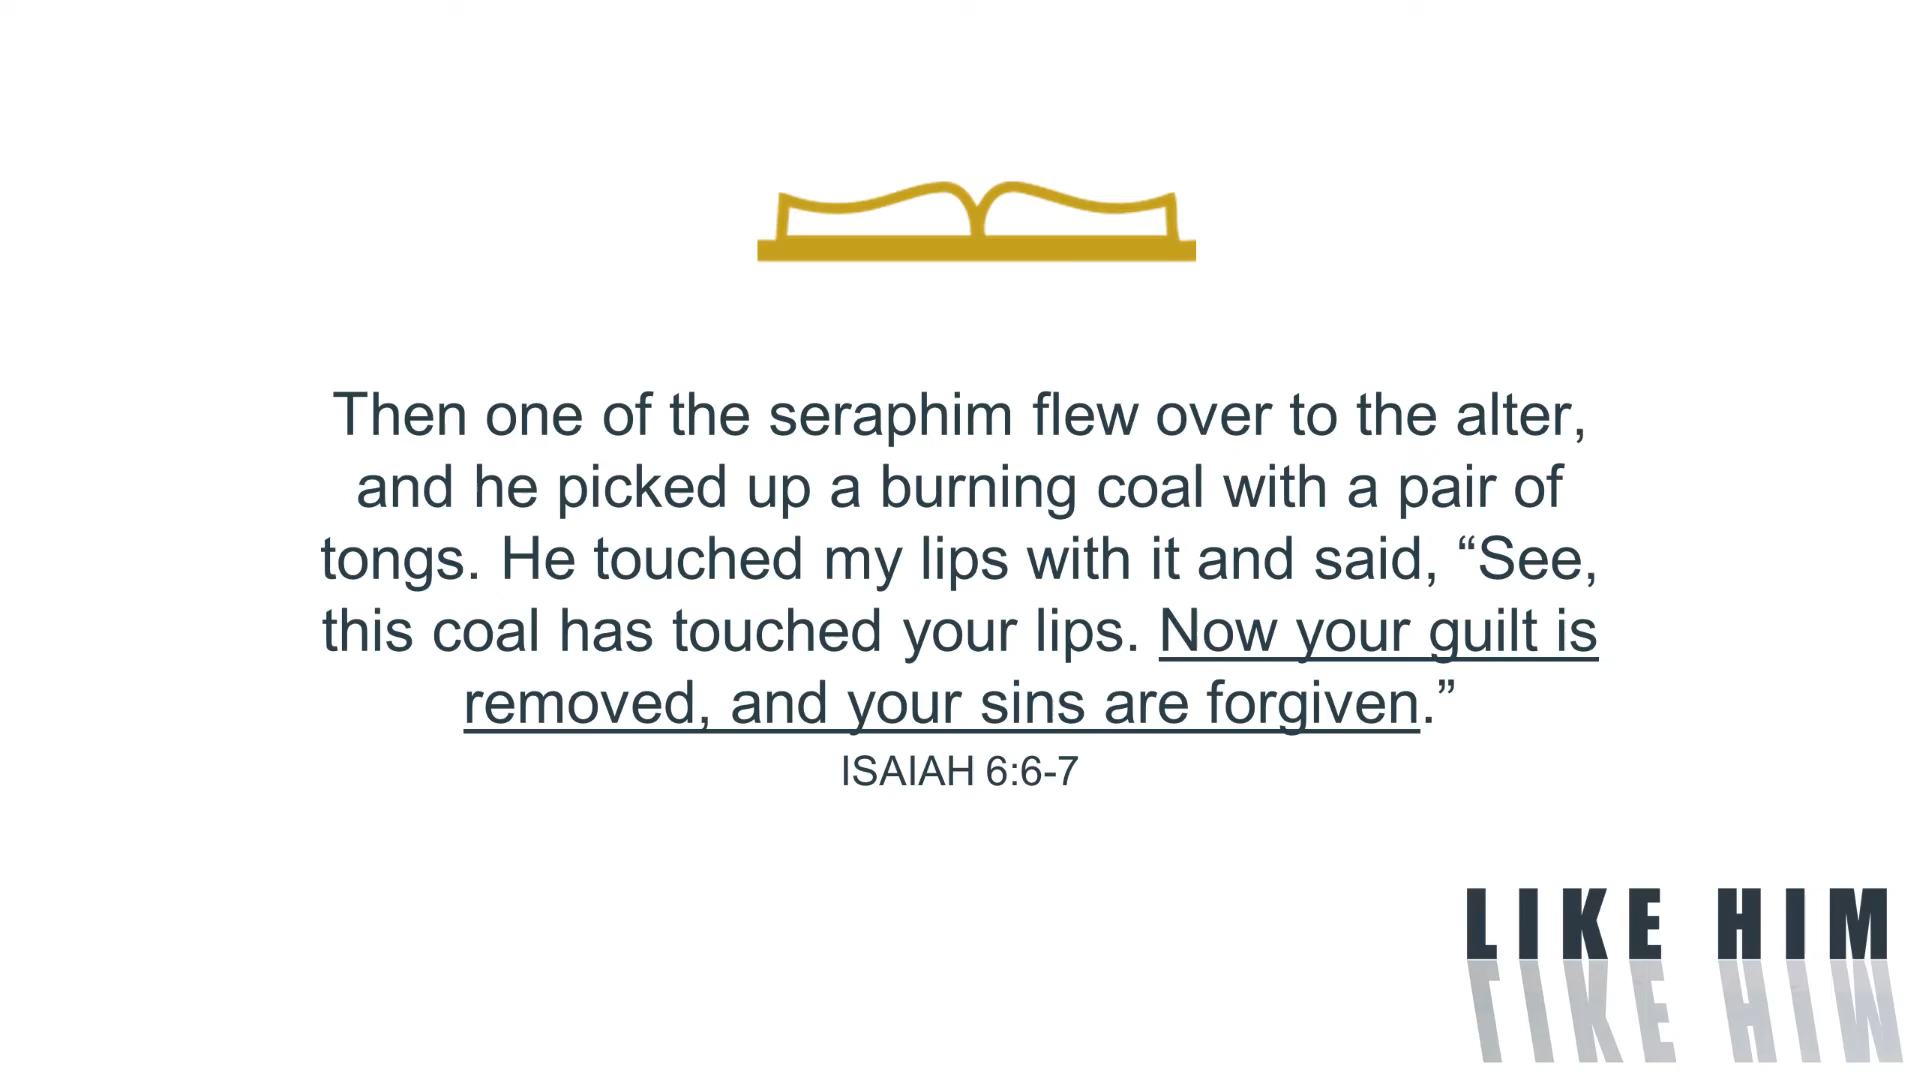 Then one of the seraphim flew over to the alter,
and he picked up a burning coal with a pair of
tongs. He touched my lips with it and said, “See,
this coal has touched your lips. Now your guilt is
removed, and your sins are forgiven.”
ISAIAH 6:6-7
LIKE HIM